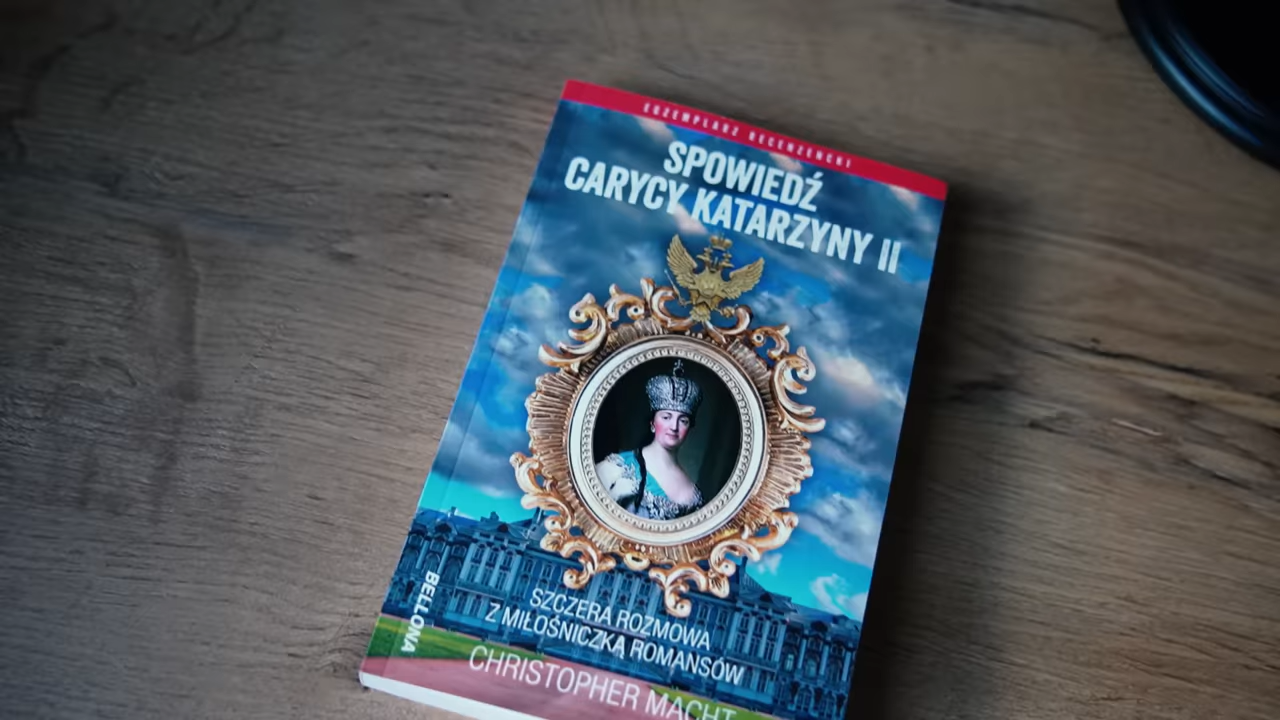 EGZEMPLARZ RECENZENCKI
SPOWIEDŹ
CARYCY KATARZYNY II
SZCZERA ROZMOWA
Z MIŁOŚNICZKĄ ROMANSÓW
CHRISTOPHER MACHT
BELLONA